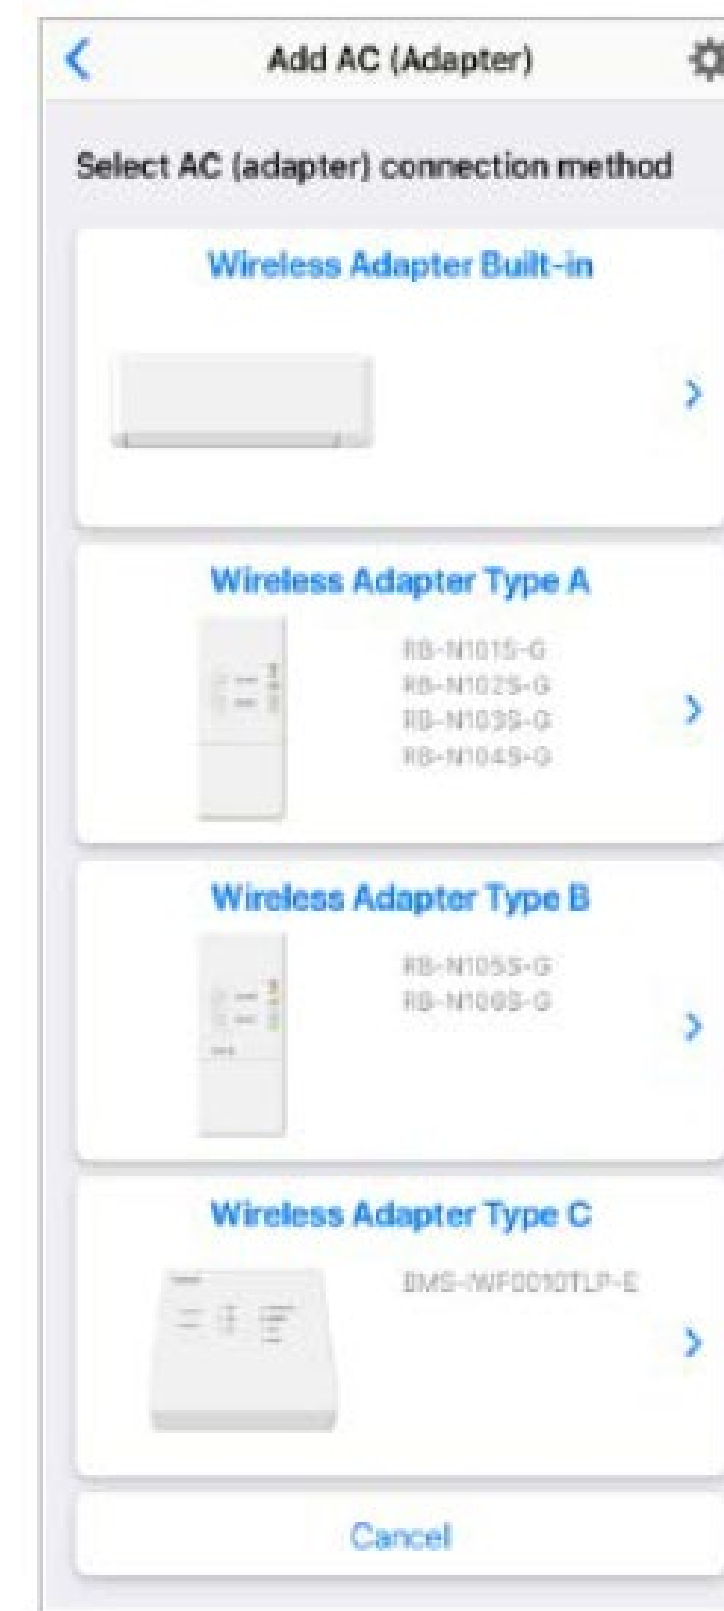 Add AC (Adapter)
Select AC (adapter) connection method
Wireless Adapter Built-in
Wireless Adapter Type A
RB-N101S-G
RB-N102S-G
RB-N103S-G
RB-N104S-G
Wireless Adapter Type B
RB-N105S-G
RB-N106S-G
Wireless Adapter Type C
BMS-IWF0010TLP-E
Cancel